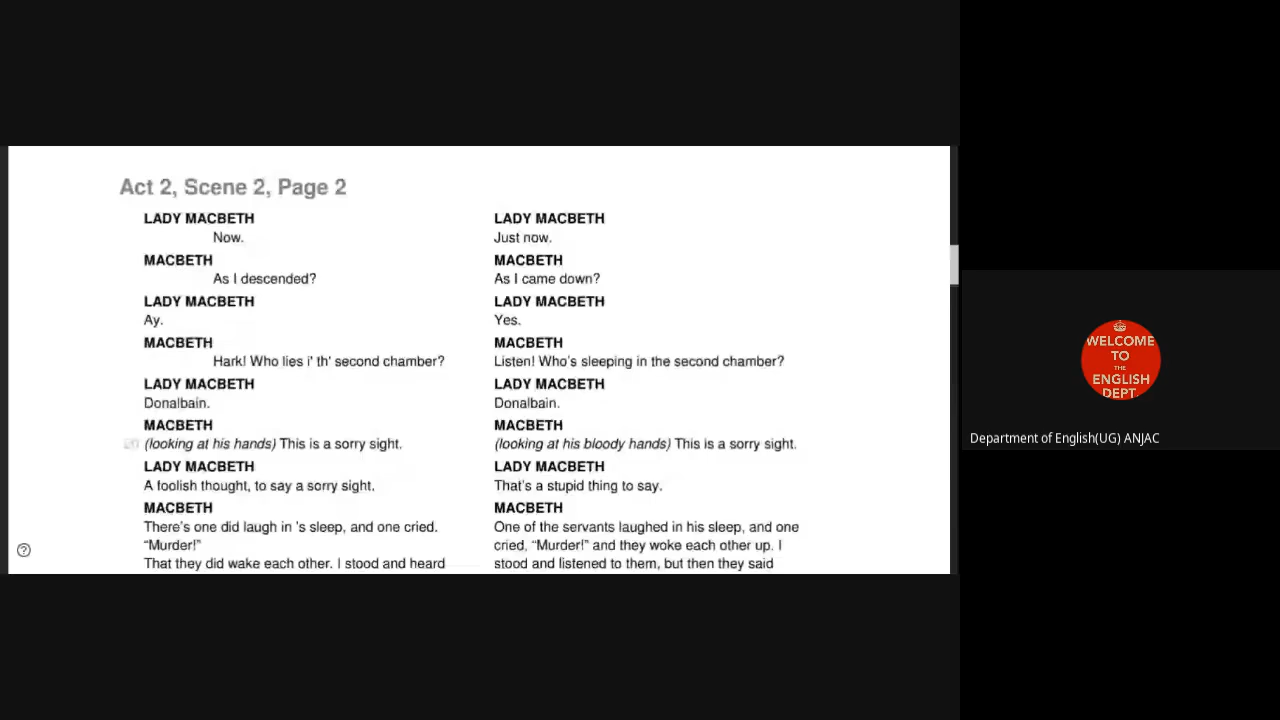 Act 2, Scene 2, Page 2
LADY MACBETH
Now.
MACBETH
As I descended?
LADY MACBETH
Ay.
MACBETH
Hark! Who lies i' th' second chamber?
LADY MACBETH
Donalbain.
MACBETH
20 (looking at his hands) This is a sorry sight.
LADY MACBETH
A foolish thought, to say a sorry sight.
MACBETH
There's one did laugh in 's sleep, and one cried.
“Murder!”
That they did wake each other. I stood and heard
LADY MACBETH
Just now.
MACBETH
As I came down?
LADY MACBETH
Yes.
MACBETH
Listen! Who's sleeping in the second chamber?
LADY MACBETH
Donalbain.
MACBETH
(looking at his bloody hands) This is a sorry sight.
LADY MACBETH
That's a stupid thing to say.
MACBETH
One of the servants laughed in his sleep, and one
cried, “Murder!” and they woke each other up. I
stood and listened to them, but then they said
WELCOME
TO
THE
ENGLISH
DEPT.
Department of English(UG) ANJAC